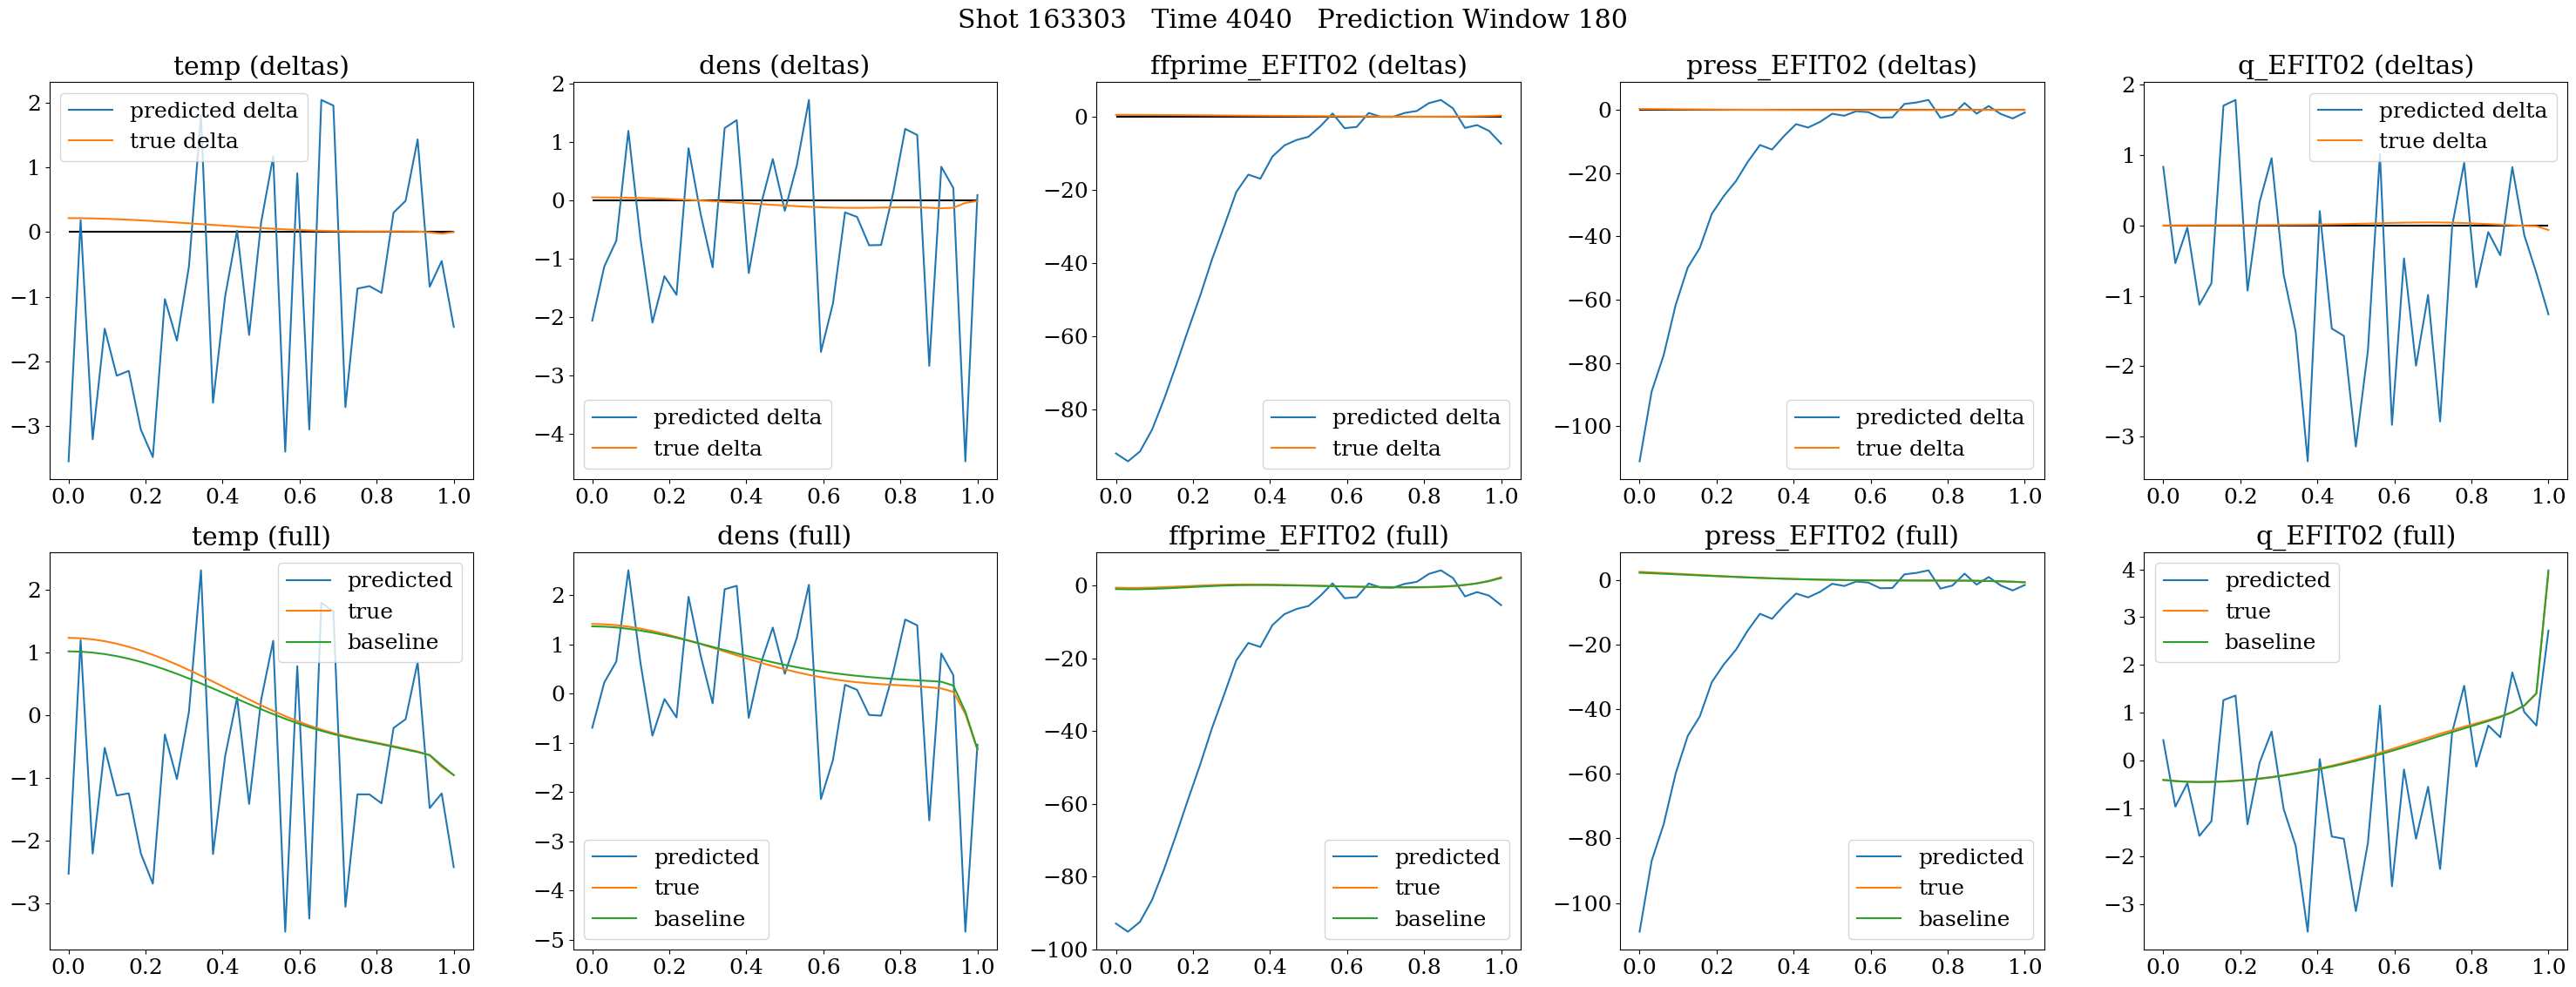 Shot 163303   Time 4040   Prediction Window 180
temp (deltas)
2
1
0
−1
−2
−3
0.0 0.2 0.4 0.6 0.8 1.0
predicted delta
true delta
dens (deltas)
2
1
0
−1
−2
−3
−4
0.0 0.2 0.4 0.6 0.8 1.0
predicted delta
true delta
ffprime_EFIT02 (deltas)
0
−20
−40
−60
−80
0.0 0.2 0.4 0.6 0.8 1.0
predicted delta
true delta
press_EFIT02 (deltas)
0
−20
−40
−60
−80
−100
0.0 0.2 0.4 0.6 0.8 1.0
predicted delta
true delta
q_EFIT02 (deltas)
2
1
0
−1
−2
−3
0.0 0.2 0.4 0.6 0.8 1.0
predicted delta
true delta
temp (full)
2
1
0
−1
−2
−3
0.0 0.2 0.4 0.6 0.8 1.0
predicted
true
baseline
dens (full)
2
1
0
−1
−2
−3
−4
−5
0.0 0.2 0.4 0.6 0.8 1.0
predicted
true
baseline
ffprime_EFIT02 (full)
0
−20
−40
−60
−80
−100
0.0 0.2 0.4 0.6 0.8 1.0
predicted
true
baseline
press_EFIT02 (full)
0
−20
−40
−60
−80
−100
0.0 0.2 0.4 0.6 0.8 1.0
predicted
true
baseline
q_EFIT02 (full)
4
3
2
1
0
−1
−2
−3
0.0 0.2 0.4 0.6 0.8 1.0
predicted
true
baseline